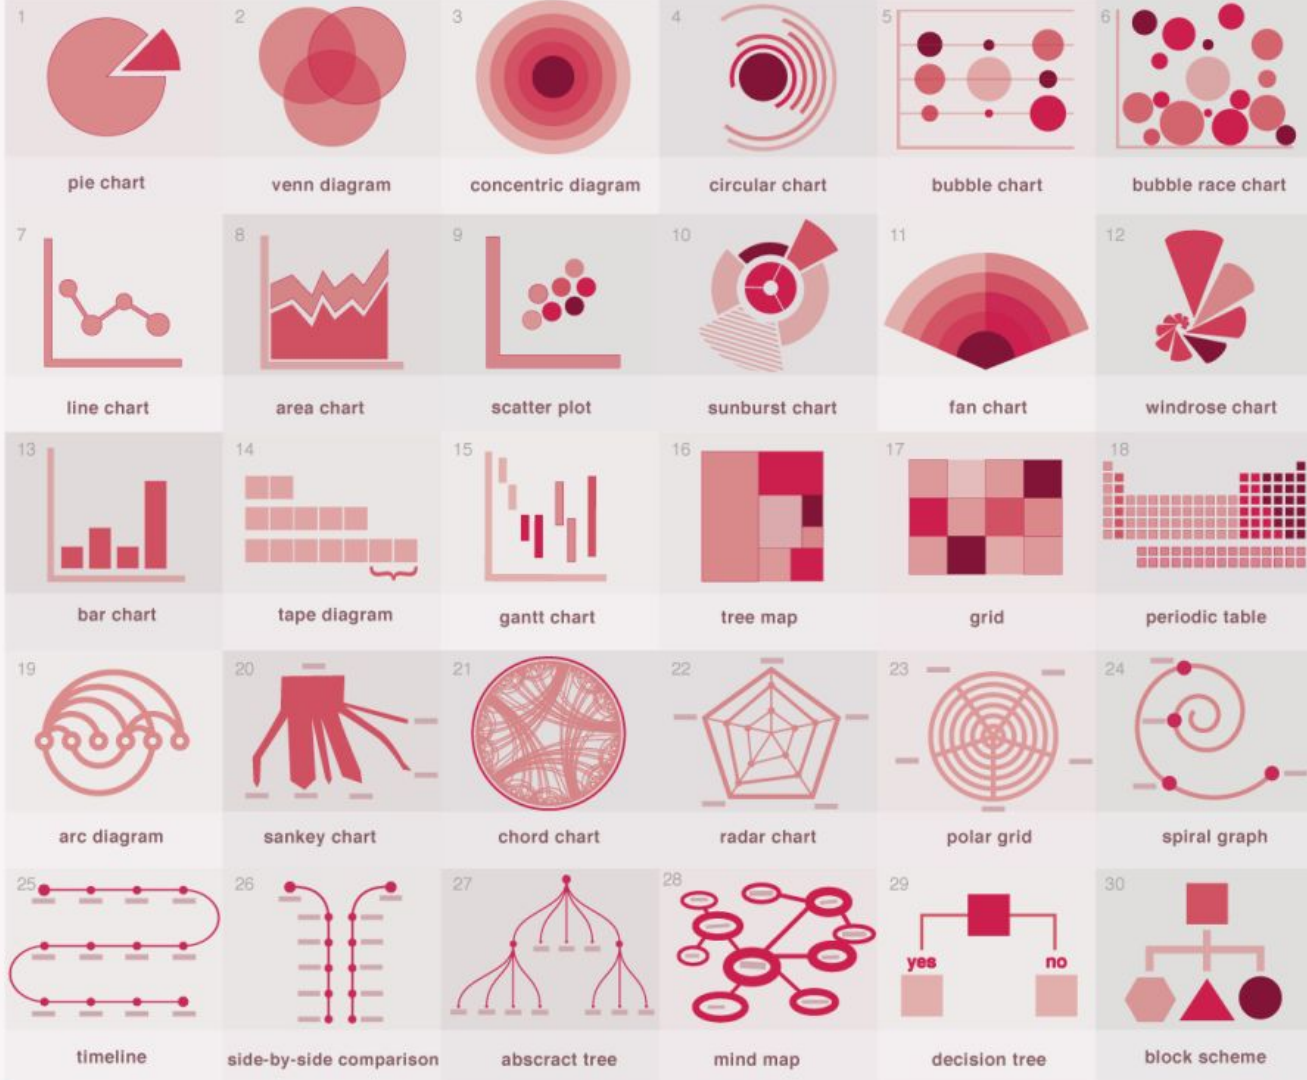 1
2
3
4
5
6
pie chart
venn diagram
concentric diagram
circular chart
bubble chart
bubble race chart
7
8
9
10
11
12
line chart
area chart
scatter plot
sunburst chart
fan chart
windrose chart
13
14
15
16
17
18
bar chart
tape diagram
gantt chart
tree map
grid
periodic table
19
20
21
22
23
24
arc diagram
sankey chart
chord chart
radar chart
polar grid
spiral graph
25
26
27
28
29
30
yes
no
timeline
side-by-side comparison
abscract tree
mind map
decision tree
block scheme